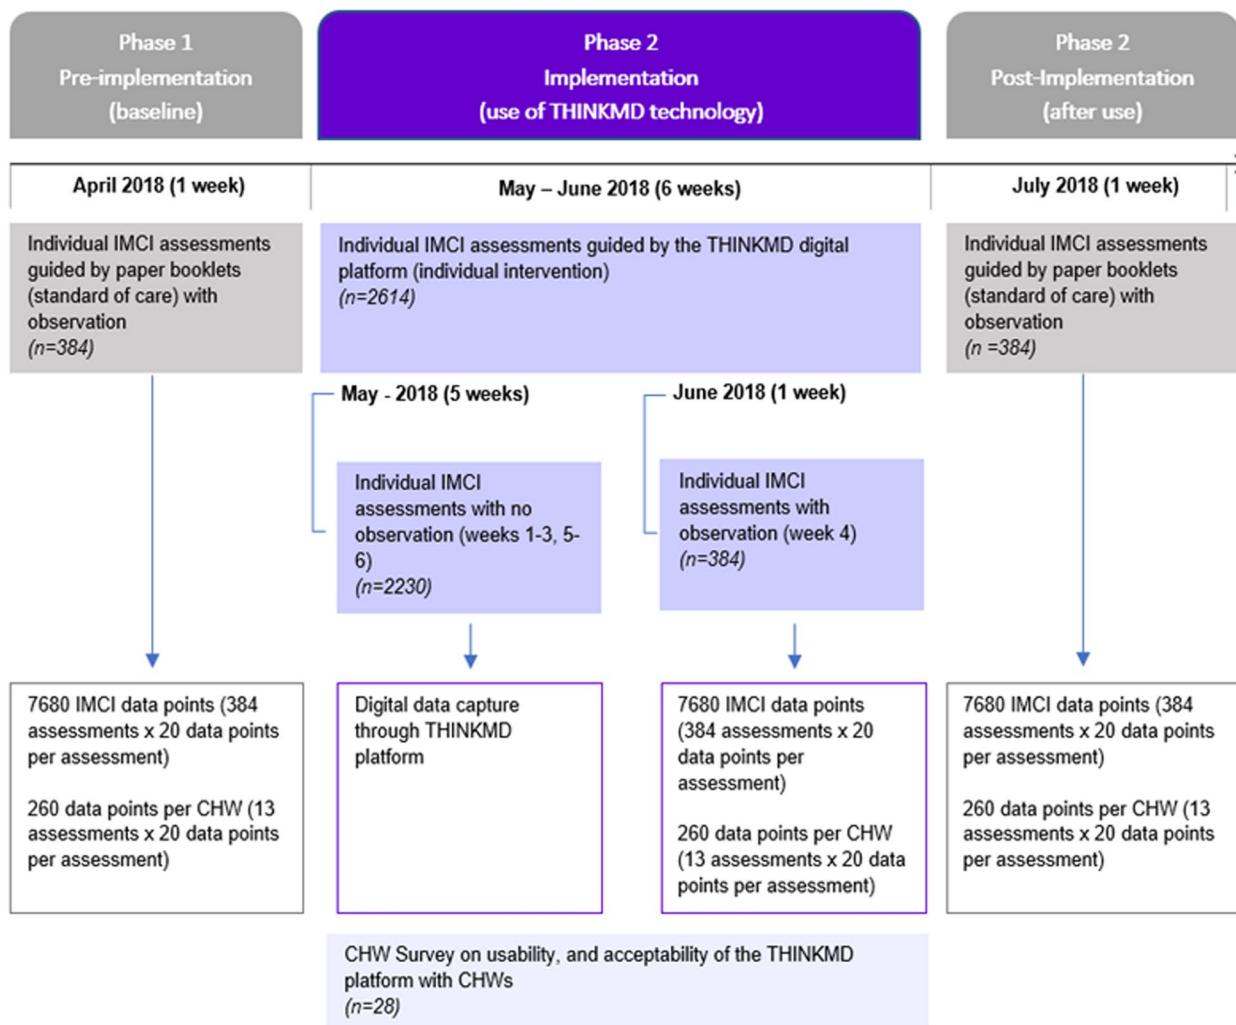 Phase 1
Pre-implementation
(baseline)
Phase 2
Implementation
(use of THINKMD technology)
Phase 2
Post-Implementation
(after use)
April 2018 (1 week)
May – June 2018 (6 weeks)
July 2018 (1 week)
Individual IMCI assessments
guided by paper booklets
(standard of care) with
observation
(n=384)
Individual IMCI assessments guided by the THINKMD digital
platform (individual intervention)
(n=2614)
Individual IMCI assessments
guided by paper booklets
(standard of care) with
observation
(n =384)
May - 2018 (5 weeks)
June 2018 (1 week)
Individual IMCI
assessments with no
observation (weeks 1-3, 5-
6)
(n=2230)
Individual IMCI
assessments with
observation (week 4)
(n=384)
7680 IMCI data points (384
assessments x 20 data points
per assessment)
260 data points per CHW (13
assessments x 20 data points
per assessment)
Digital data capture
through THINKMD
platform
7680 IMCI data points
(384 assessments x 20
data points per
assessment)
260 data points per CHW
(13 assessments x 20 data
points per assessment)
7680 IMCI data points (384
assessments x 20 data points
per assessment)
260 data points per CHW (13
assessments x 20 data points
per assessment)
CHW Survey on usability, and acceptability of the THINKMD
platform with CHWs
(n=28)